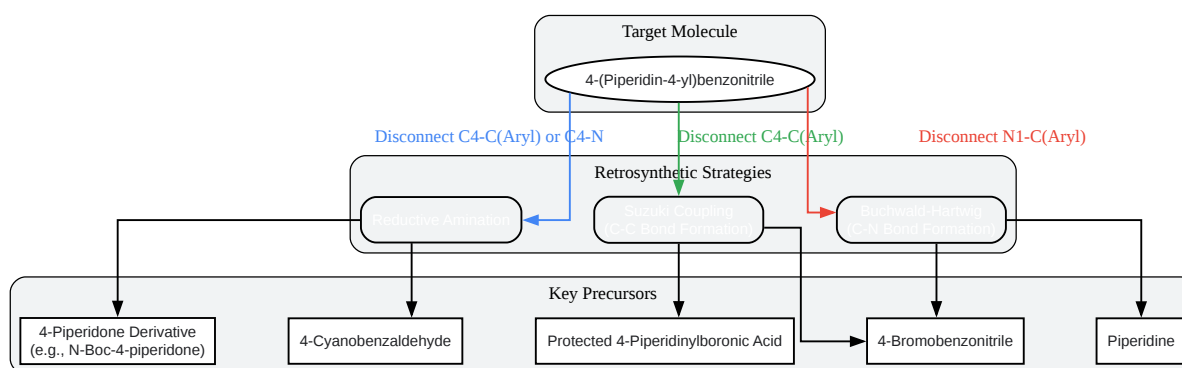 Target Molecule
4-(Piperidin-4-yl)benzonitrile
Disconnect C4-C(Aryl) or C4-N
Disconnect C4-C(Aryl)
Disconnect N1-C(Aryl)
Retrosynthetic Strategies
Reductive Amination
Suzuki Coupling
(C-C Bond Formation)
Buchwald-Hartwig
(C-N Bond Formation)
Key Precursors
4-Piperidone Derivative
(e.g., N-Boc-4-piperidone)
4-Cyanobenzaldehyde
Protected 4-Piperidinylboronic Acid
4-Bromobenzonitrile
Piperidine